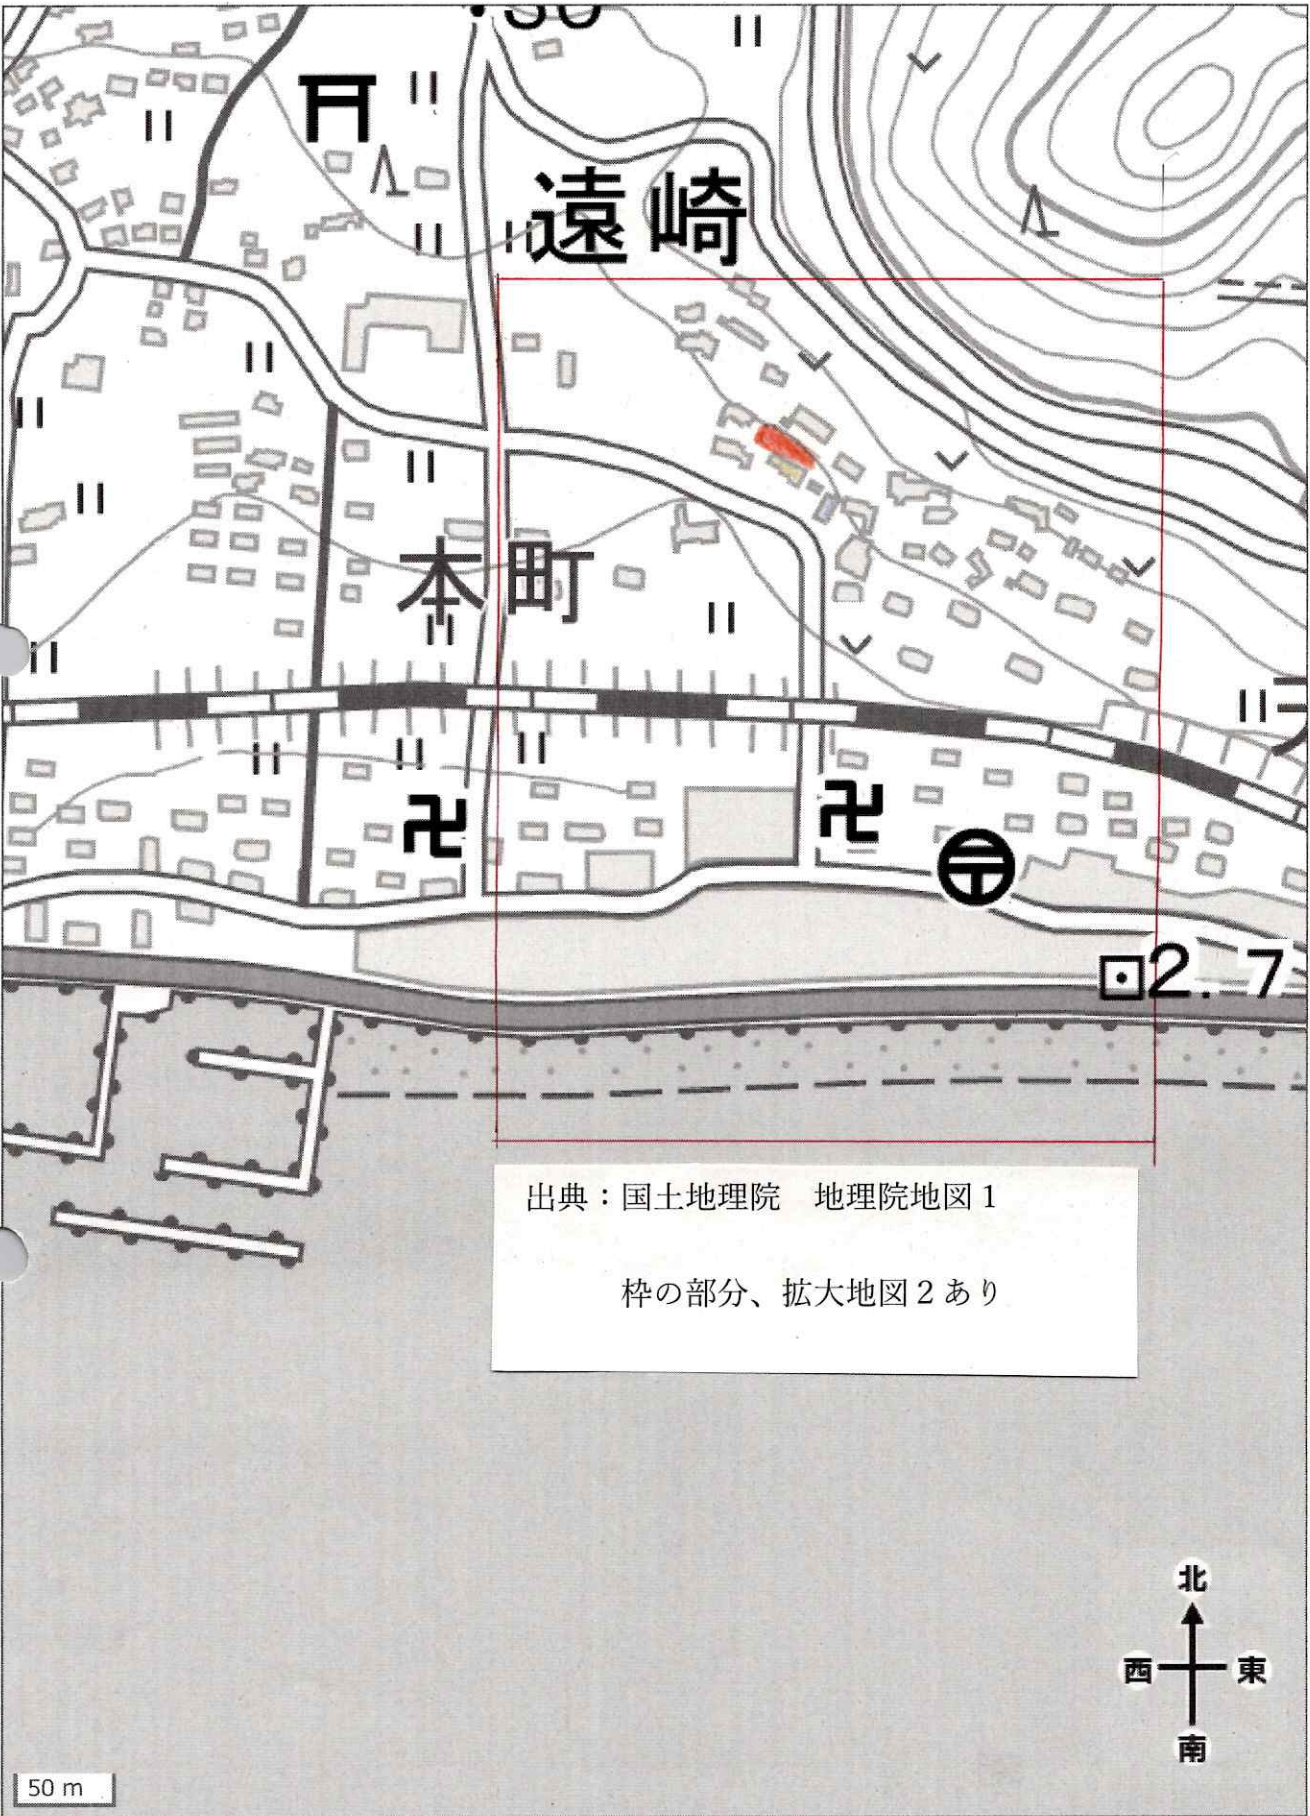 遠崎
本町
2.7
出典：国土地理院　地理院地図1
枠の部分、拡大地図2あり
北
西 東
南
50 m